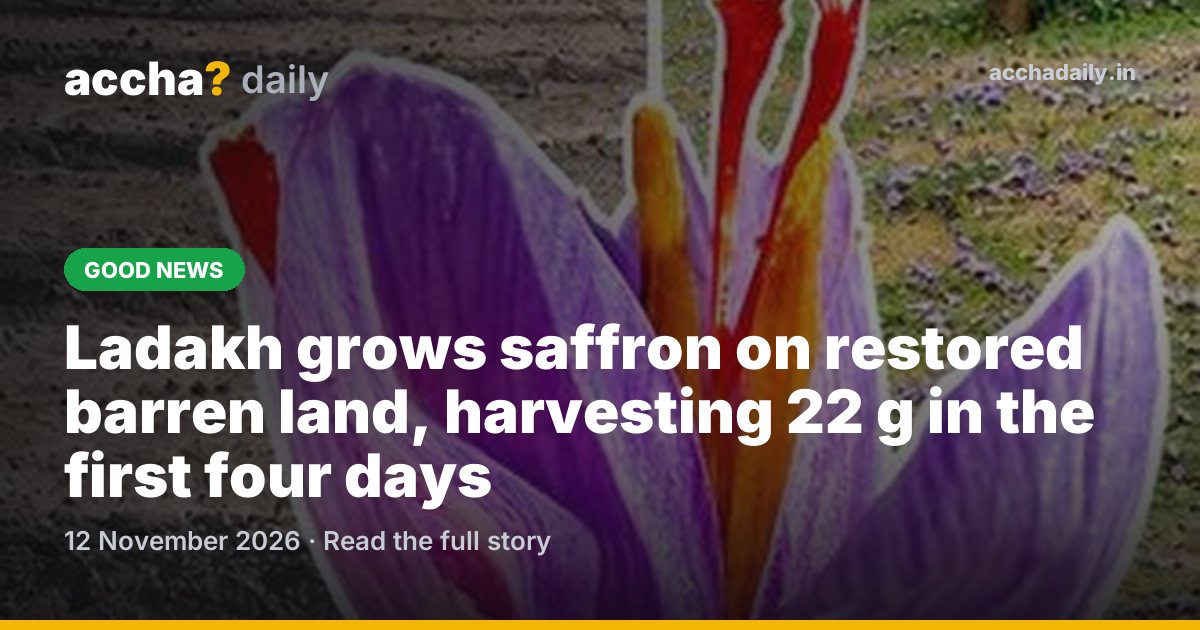 accha? daily
acchadaily.in
GOOD NEWS
Ladakh grows saffron on restored
barren land, harvesting 22 g in the
first four days
12 November 2026 · Read the full story